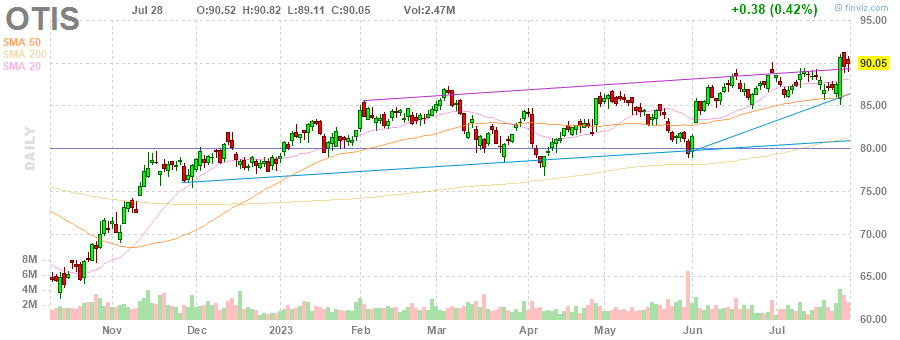 OTIS Jul 28 O:90.52 H:90.82 L:89.11 C:90.05 Vol:2.47M +0.38 (0.42%) © finviz.com
SMA 50
SMA 200
SMA 20
DAILY
95.00
90.05
85.00
80.00
75.00
70.00
65.00
60.00
8M
6M
4M
2M
Nov Dec 2023 Feb Mar Apr May Jun Jul